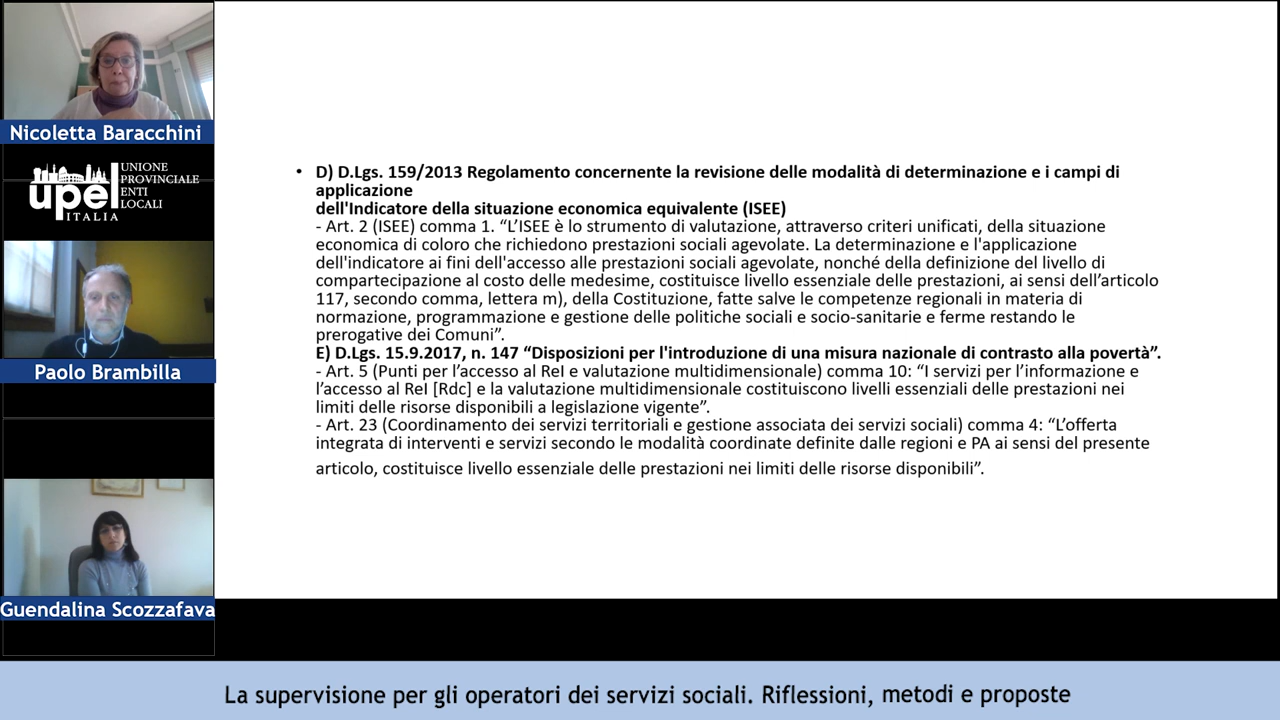 Nicoletta Baracchini
upel
ITALIA
UNIONE
PROVINCIALE
ENTI
LOCALI
Paolo Brambilla
Guendalina Scozzafava
• D) D.Lgs. 159/2013 Regolamento concernente la revisione delle modalità di determinazione e i campi di
applicazione
dell'Indicatore della situazione economica equivalente (ISEE)
- Art. 2 (ISEE) comma 1. “L’ISEE è lo strumento di valutazione, attraverso criteri unificati, della situazione
economica di coloro che richiedono prestazioni sociali agevolate. La determinazione e l'applicazione
dell'indicatore ai fini dell'accesso alle prestazioni sociali agevolate, nonché della definizione del livello di
compartecipazione al costo delle medesime, costituisce livello essenziale delle prestazioni, ai sensi dell’articolo
117, secondo comma, lettera m), della Costituzione, fatte salve le competenze regionali in materia di
normazione, programmazione e gestione delle politiche sociali e socio-sanitarie e ferme restando le
prerogative dei Comuni”.
E) D.Lgs. 15.9.2017, n. 147 “Disposizioni per l'introduzione di una misura nazionale di contrasto alla povertà”.
- Art. 5 (Punti per l’accesso al ReI e valutazione multidimensionale) comma 10: “I servizi per l’informazione e
l’accesso al ReI [Rdc] e la valutazione multidimensionale costituiscono livelli essenziali delle prestazioni nei
limiti delle risorse disponibili a legislazione vigente”.
- Art. 23 (Coordinamento dei servizi territoriali e gestione associata dei servizi sociali) comma 4: “L’offerta
integrata di interventi e servizi secondo le modalità coordinate definite dalle regioni e PA ai sensi del presente
articolo, costituisce livello essenziale delle prestazioni nei limiti delle risorse disponibili”.
La supervisione per gli operatori dei servizi sociali. Riflessioni, metodi e proposte